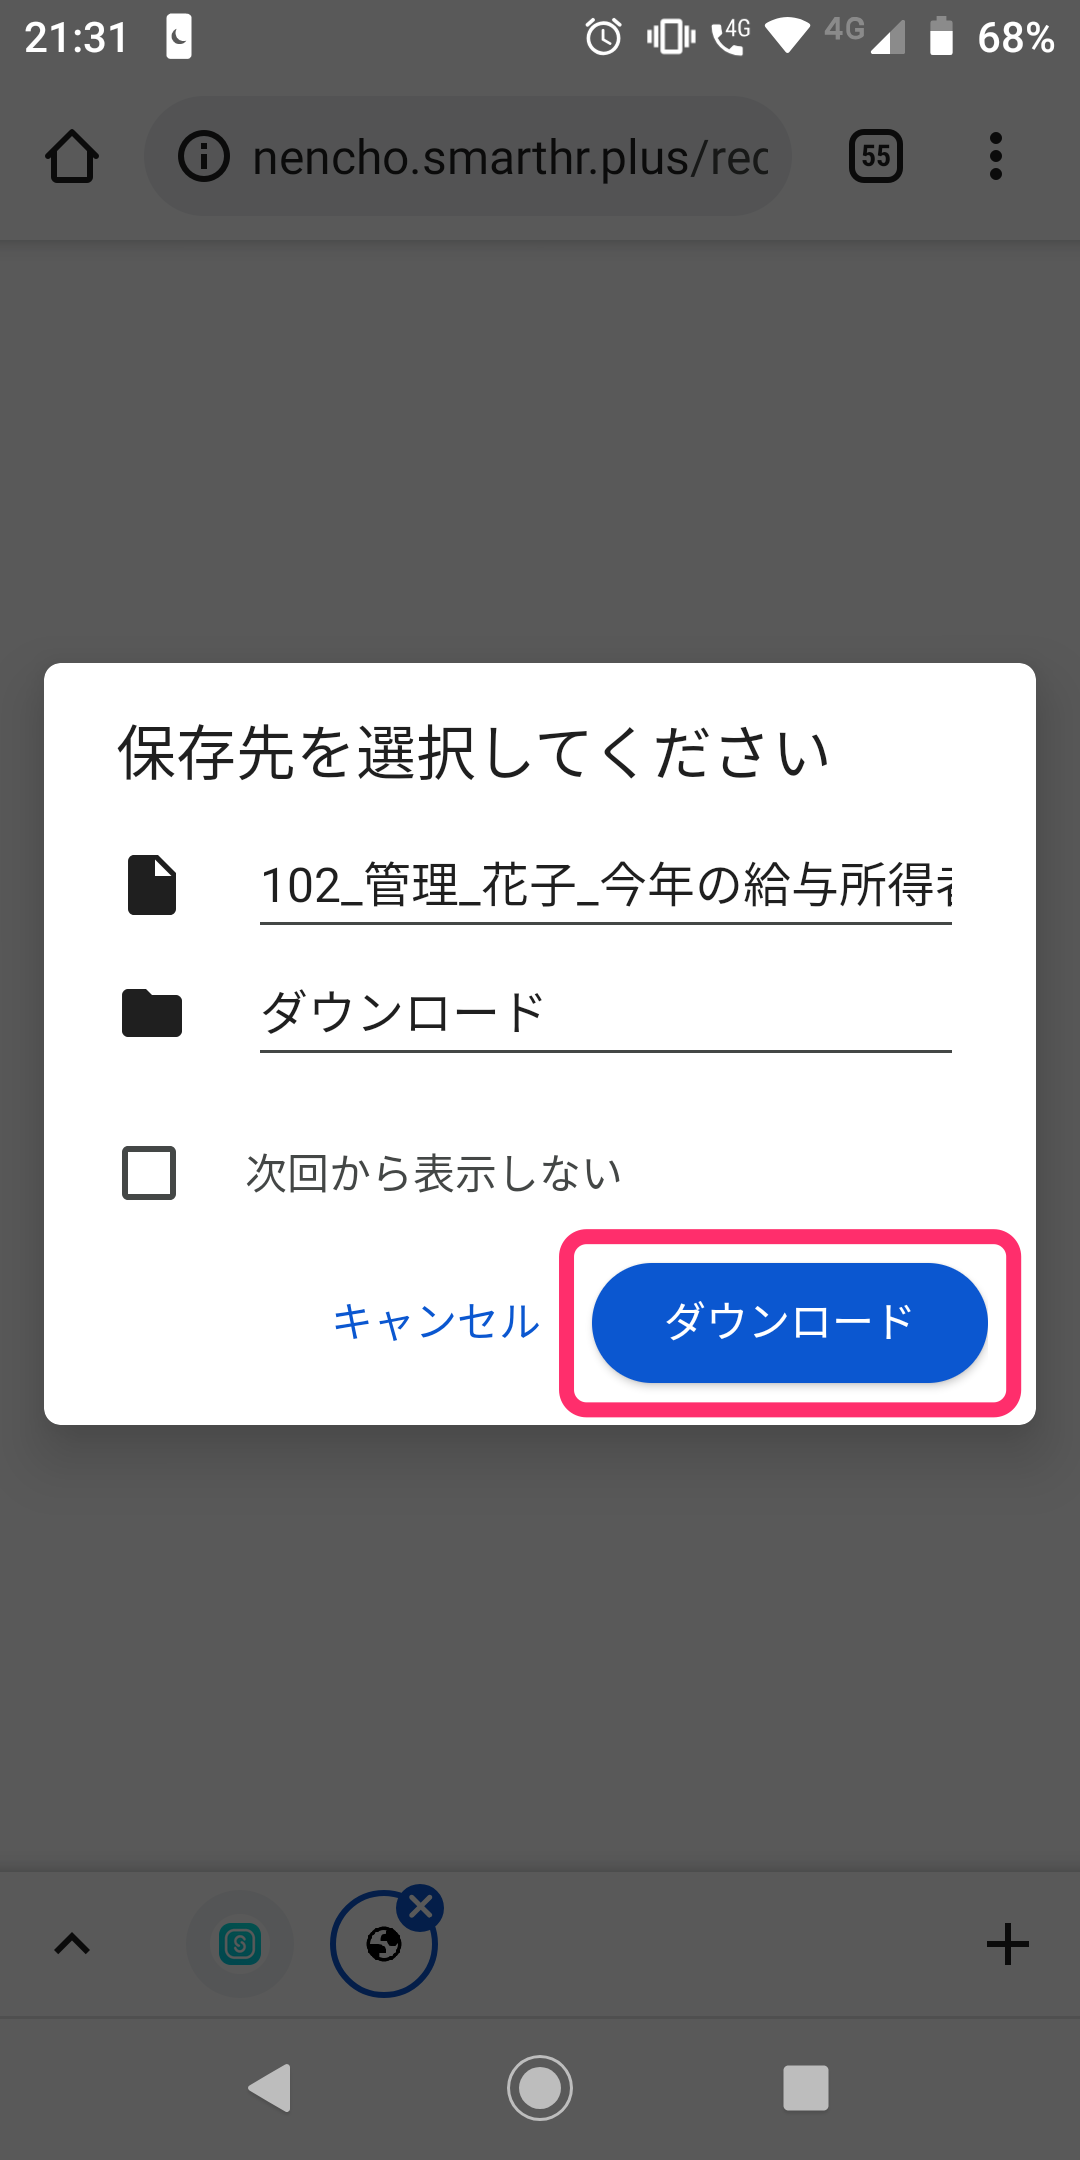 21:31
4G
4G
68%
nencho.smarthr.plus/rec
55
保存先を選択してください
102_管理_花子_今年の給与所得
ダウンロード
次回から表示しない
キャンセル
ダウンロード